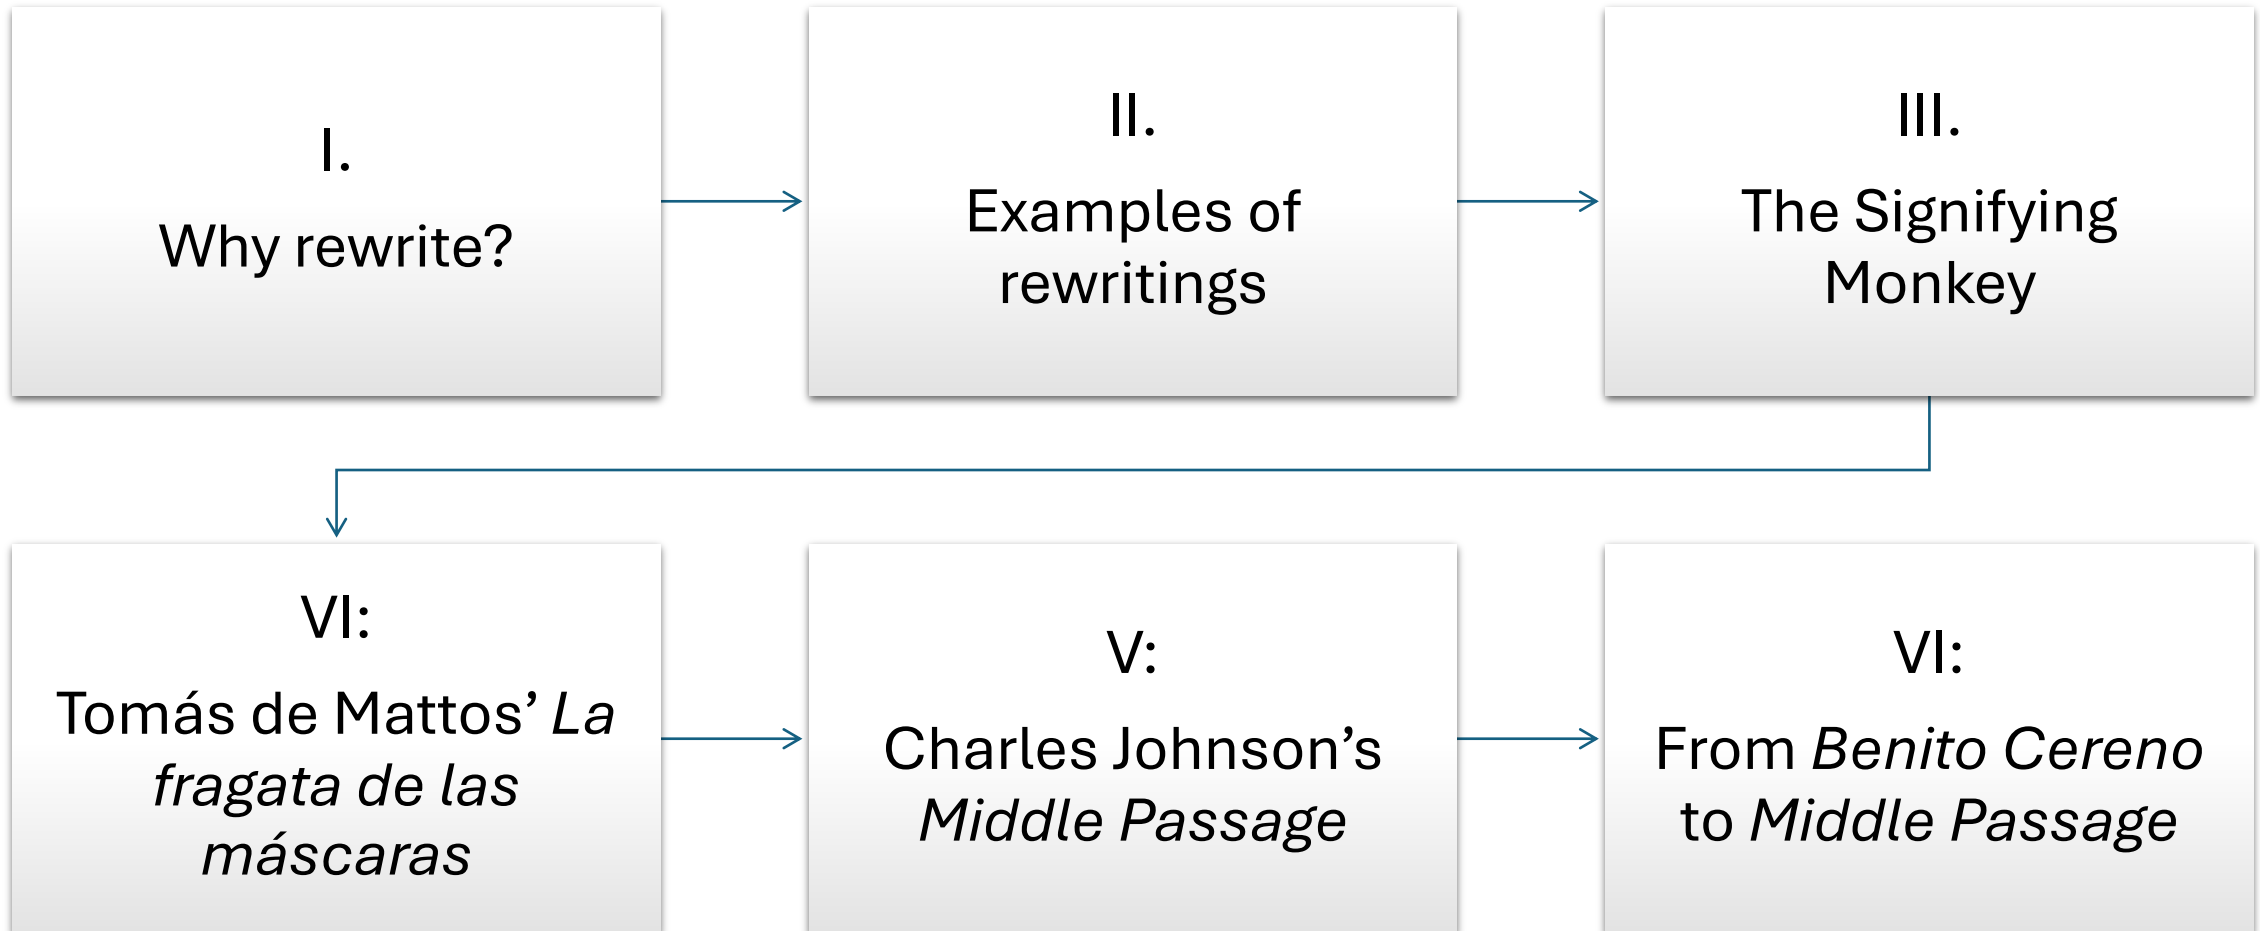 I.
Why rewrite?
II.
Examples of
rewritings
III.
The Signifying
Monkey
VI:
Tomás de Mattos’ La
fragata de las
máscaras
V:
Charles Johnson’s
Middle Passage
VI:
From Benito Cereno
to Middle Passage